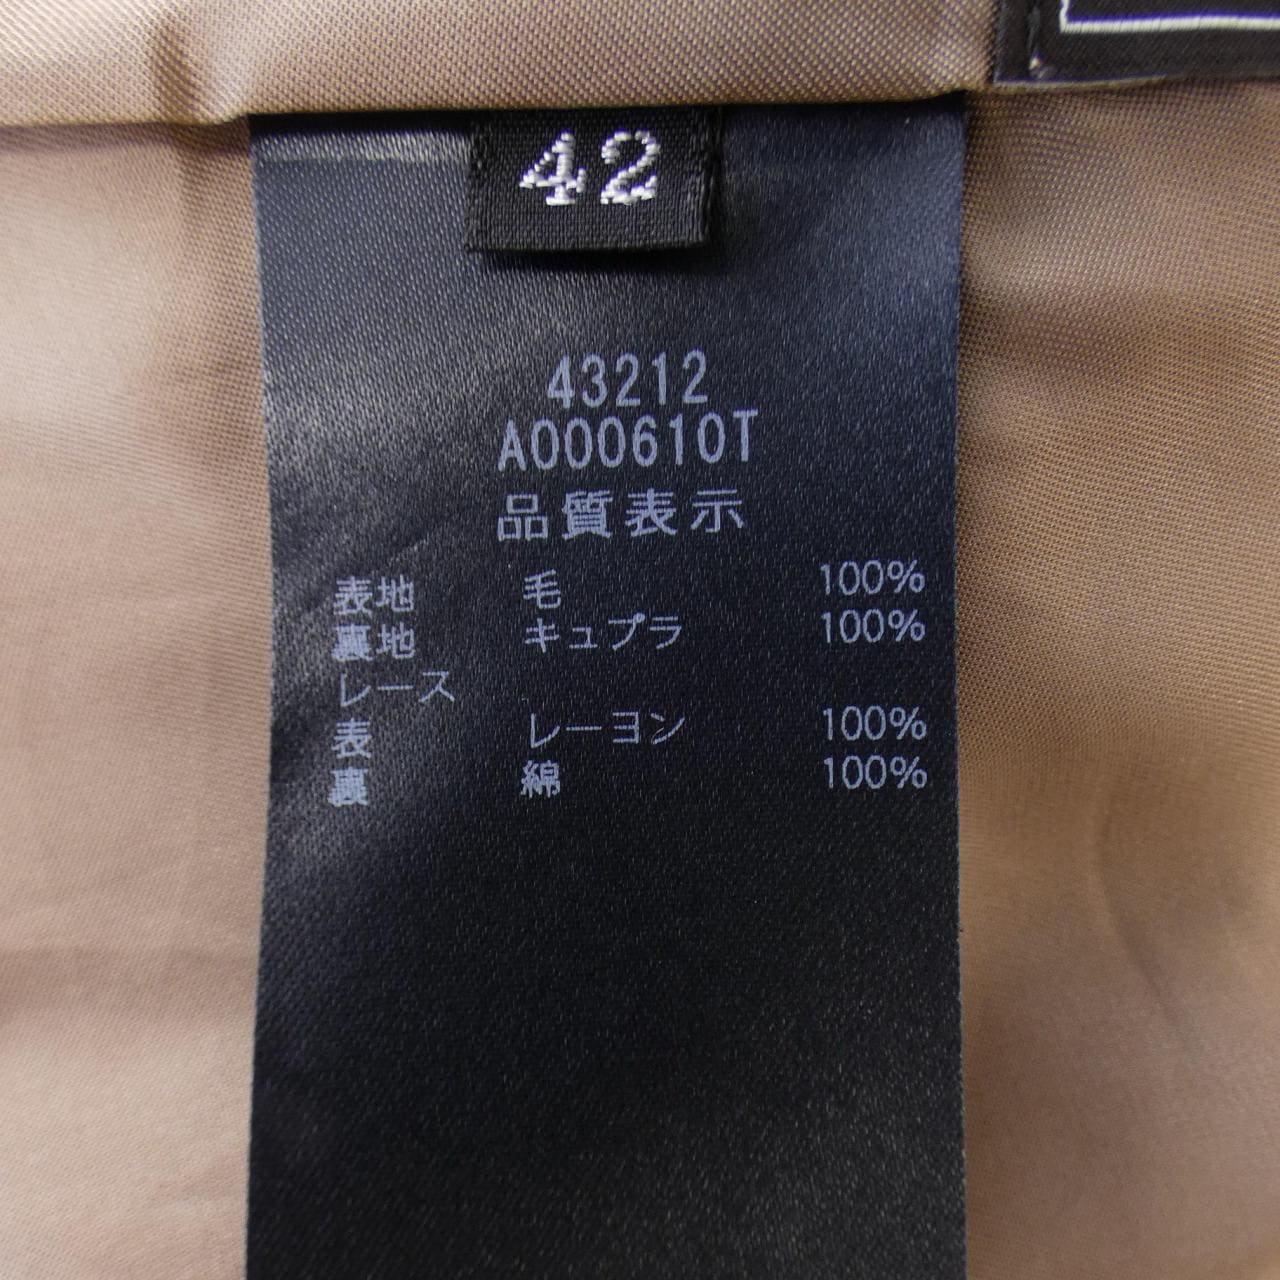 42
43212
A000610T
品質表示
表地 毛 100%
裏地 キュプラ 100%
レース
表 レーヨン 100%
裏 綿 100%